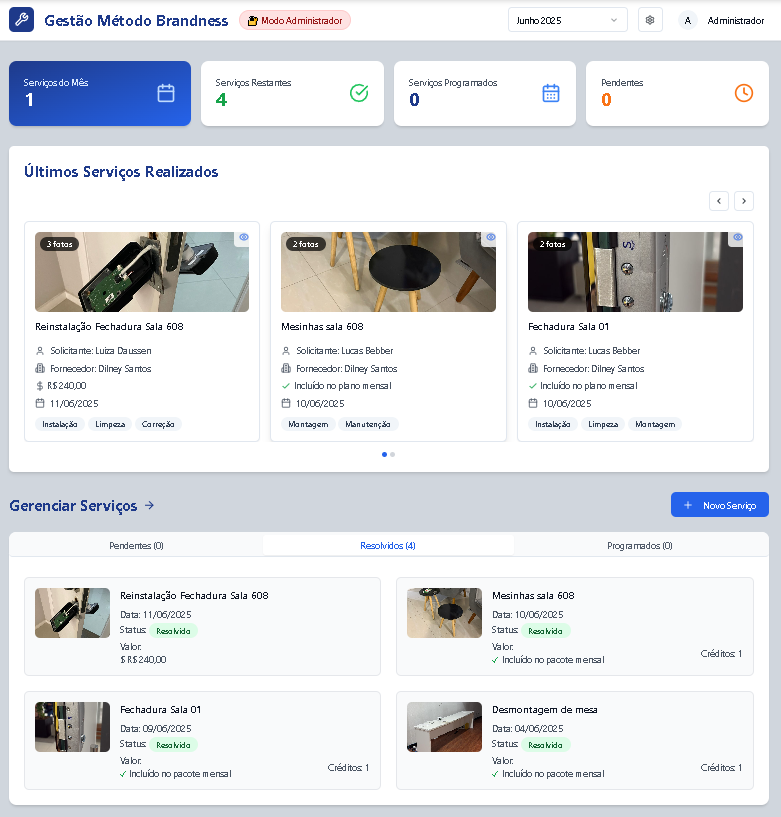 Gestão Método Brandness
Modo Administrador
Junho 2025
A
Administrador
Serviços do Mês
1
Serviços Restantes
4
Serviços Programados
0
Pendentes
0
Últimos Serviços Realizados
3 fotos
Reinstalação Fechadura Sala 608
Solicitante: Luiza Daussen
Fornecedor: Dilney Santos
R$ 240,00
11/06/2025
Instalação Limpeza Correção
2 fotos
Mesinhas sala 608
Solicitante: Lucas Bebber
Fornecedor: Dilney Santos
Incluído no plano mensal
10/06/2025
Montagem Manutenção
2 fotos
Fechadura Sala 01
Solicitante: Lucas Bebber
Fornecedor: Dilney Santos
Incluído no plano mensal
10/06/2025
Instalação Limpeza Montagem
Gerenciar Serviços
Novo Serviço
Pendentes (0)
Resolvidos (4)
Programados (0)
Reinstalação Fechadura Sala 608
Data: 11/06/2025
Status: Resolvido
Valor:
$ R$ 240,00
Mesinhas sala 608
Data: 10/06/2025
Status: Resolvido
Valor:
Incluído no pacote mensal
Créditos: 1
Fechadura Sala 01
Data: 09/06/2025
Status: Resolvido
Valor:
Incluído no pacote mensal
Créditos: 1
Desmontagem de mesa
Data: 04/06/2025
Status: Resolvido
Valor:
Incluído no pacote mensal
Créditos: 1